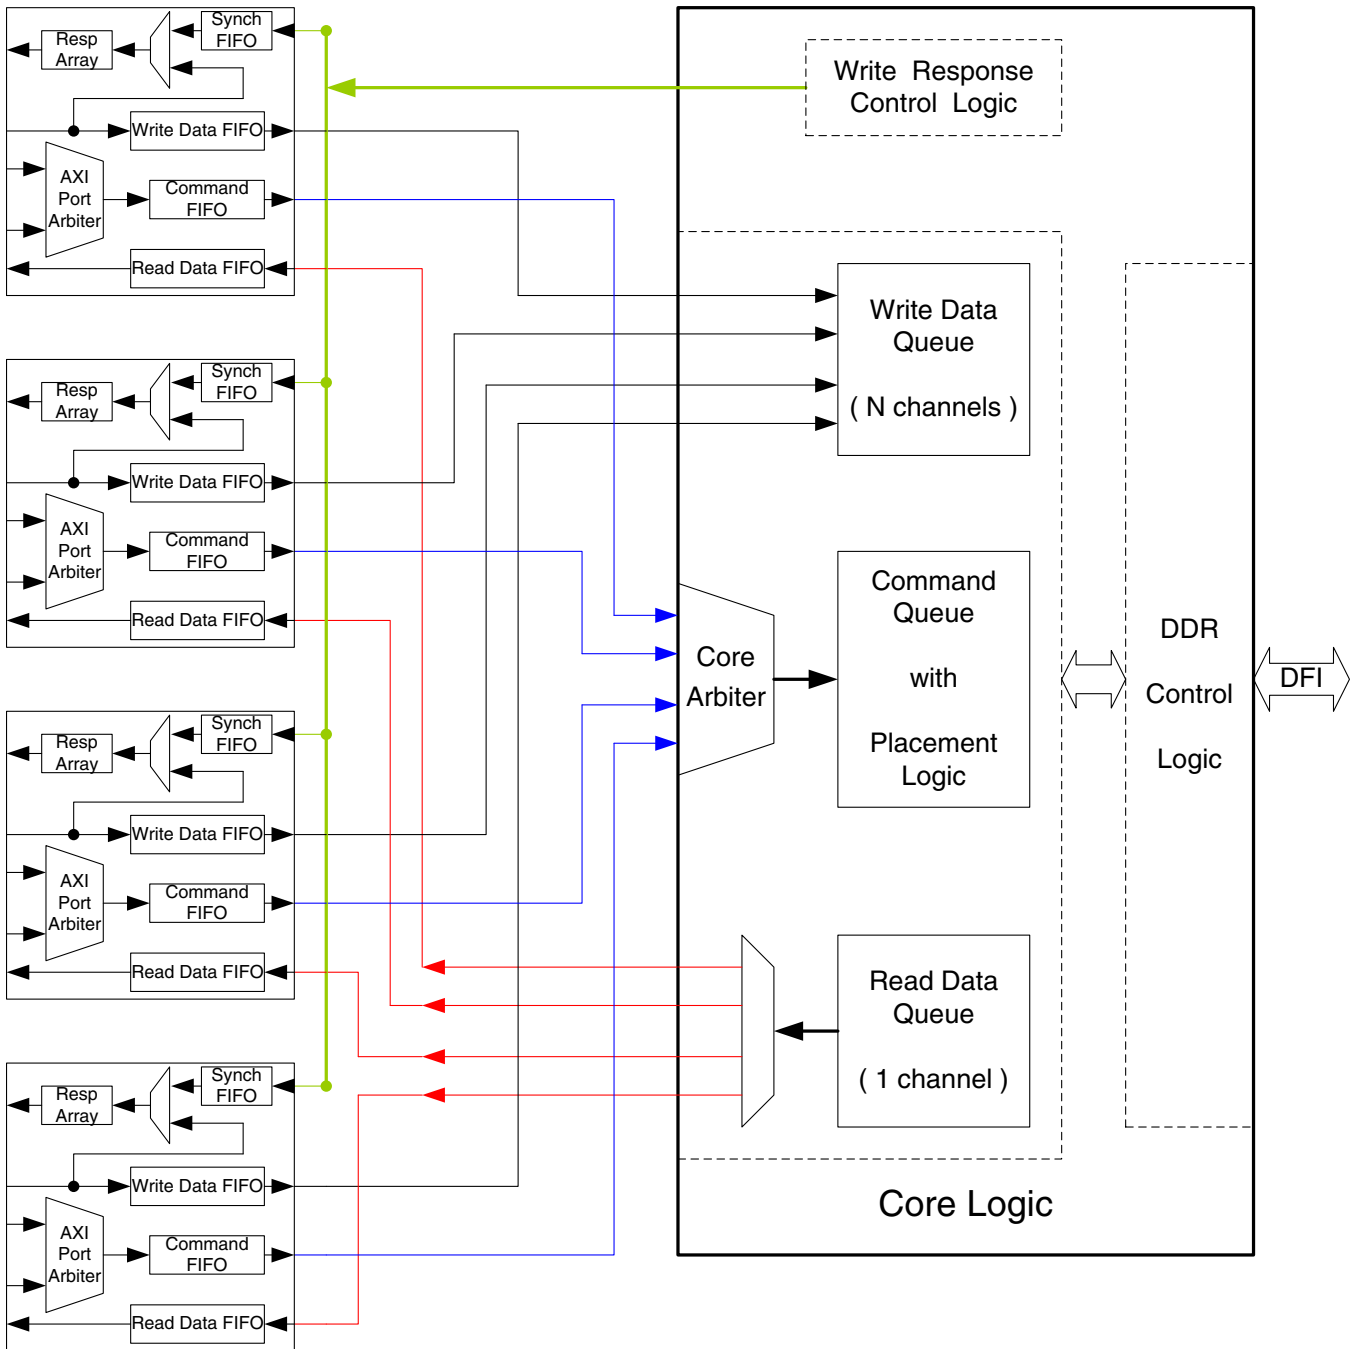 Synch
FIFO
Resp
Array
Write Data FIFO
AXI
Port
Arbiter
Command
FIFO
Read Data FIFO
Synch
FIFO
Resp
Array
Write Data FIFO
AXI
Port
Arbiter
Command
FIFO
Read Data FIFO
Synch
FIFO
Resp
Array
Write Data FIFO
AXI
Port
Arbiter
Command
FIFO
Read Data FIFO
Synch
FIFO
Resp
Array
Write Data FIFO
AXI
Port
Arbiter
Command
FIFO
Read Data FIFO
Write Response
Control Logic
Write Data
Queue
( N channels )
Core
Arbiter
Command
Queue
with
Placement
Logic
Read Data
Queue
( 1 channel )
DDR
Control
Logic
DFI
Core Logic